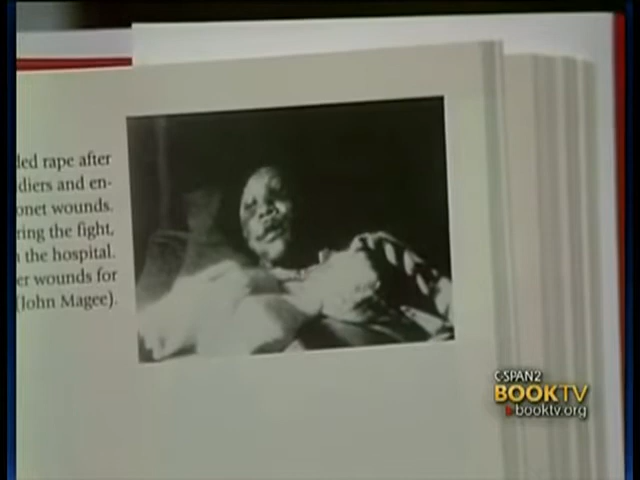 led rape after
diers and en-
onet wounds.
ring the fight,
the hospital.
er wounds for
(John Magee).
C-SPAN2
BOOKTV
booktv.org